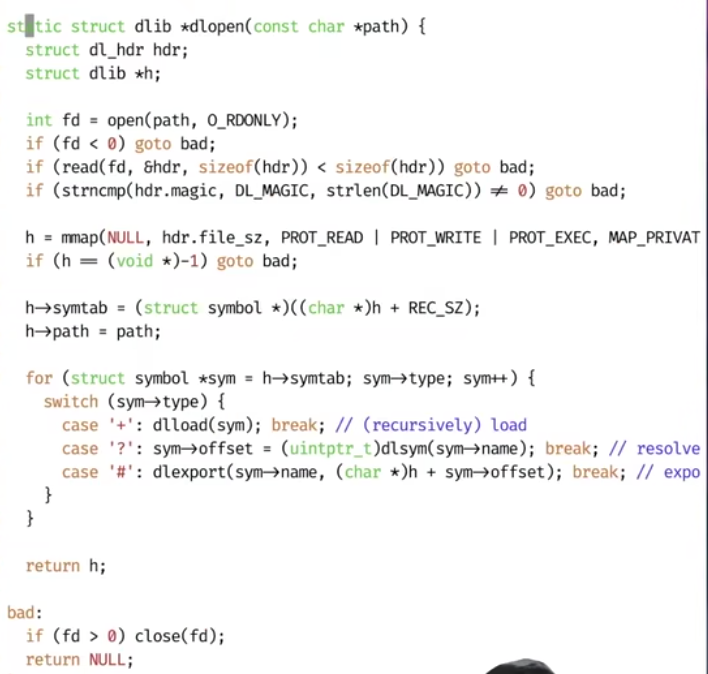 static struct dlib *dlopen(const char *path) {
  struct dl_hdr hdr;
  struct dlib *h;

  int fd = open(path, O_RDONLY);
  if (fd < 0) goto bad;
  if (read(fd, &hdr, sizeof(hdr)) < sizeof(hdr)) goto bad;
  if (strncmp(hdr.magic, DL_MAGIC, strlen(DL_MAGIC)) != 0) goto bad;

  h = mmap(NULL, hdr.file_sz, PROT_READ | PROT_WRITE | PROT_EXEC, MAP_PRIVAT
  if (h == (void *)-1) goto bad;

  h->symtab = (struct symbol *)((char *)h + REC_SZ);
  h->path = path;

  for (struct symbol *sym = h->symtab; sym->type; sym++) {
    switch (sym->type) {
      case '+': dlload(sym); break; // (recursively) load
      case '?': sym->offset = (uintptr_t)dlsym(sym->name); break; // resolve
      case '#': dlexport(sym->name, (char *)h + sym->offset); break; // expo
    }
  }

  return h;

bad:
  if (fd > 0) close(fd);
  return NULL;